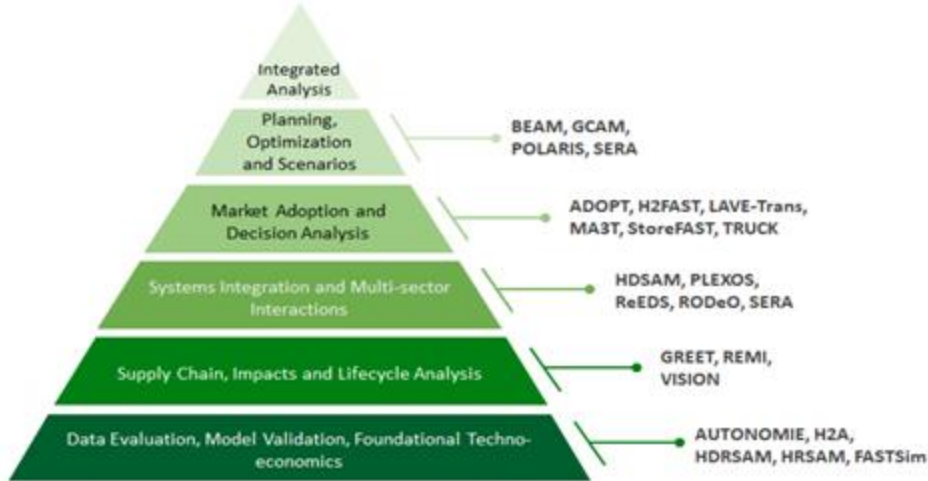 Integrated
Analysis
Planning,
Optimization
and Scenarios
BEAM, GCAM,
POLARIS, SERA
Market Adoption and
Decision Analysis
ADOPT, H2FAST, LAVE-Trans,
MA3T, StoreFAST, TRUCK
Systems Integration and Multi-sector
Interactions
HDSAM, PLEXOS,
ReEDS, RODeO, SERA
Supply Chain, Impacts and Lifecycle Analysis
GREET, REMI,
VISION
Data Evaluation, Model Validation, Foundational Techno-
economics
AUTONOMIE, H2A,
HDRSAM, HRSAM, FASTSim